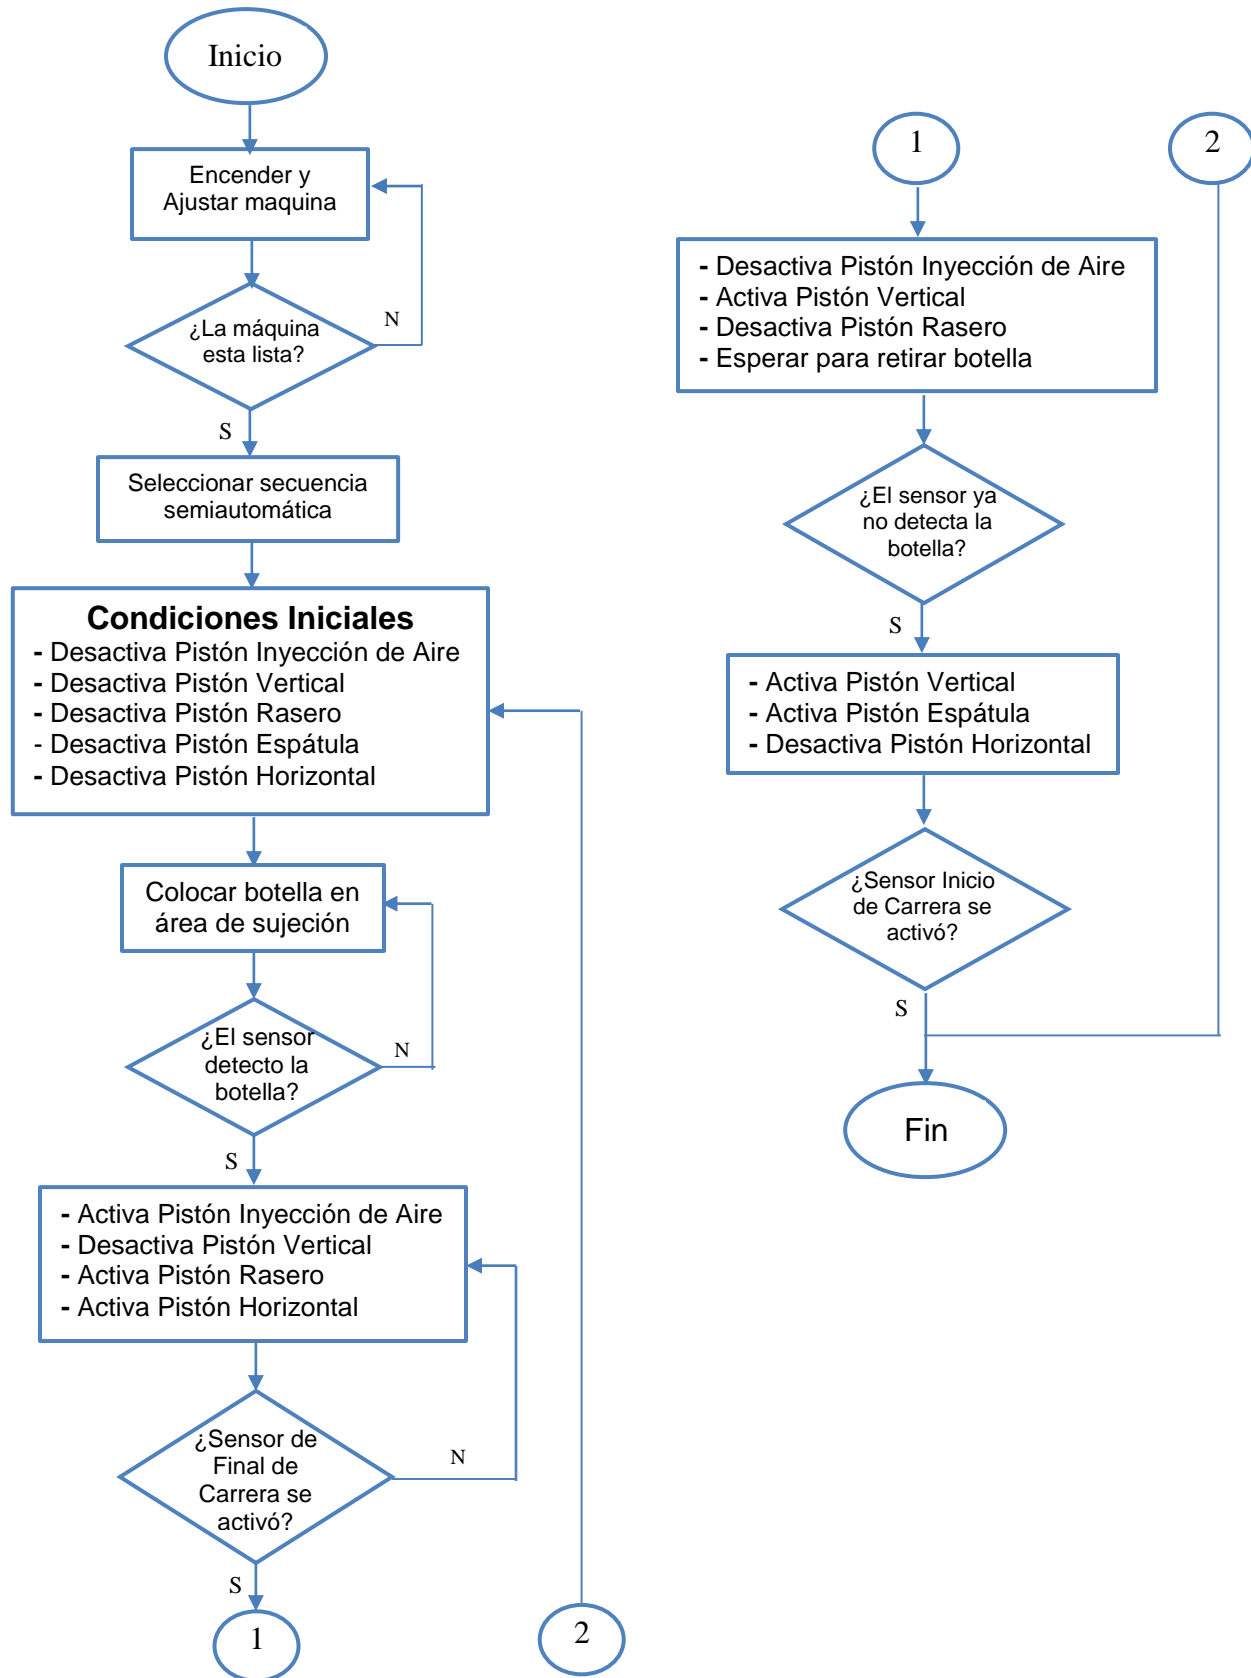 Inicio
Encender y
Ajustar maquina
¿La máquina
esta lista?
N
S
Seleccionar secuencia
semiautomática
Condiciones Iniciales
- Desactiva Pistón Inyección de Aire
- Desactiva Pistón Vertical
- Desactiva Pistón Rasero
- Desactiva Pistón Espátula
- Desactiva Pistón Horizontal
Colocar botella en
área de sujeción
¿El sensor
detecto la
botella?
N
S
- Activa Pistón Inyección de Aire
- Desactiva Pistón Vertical
- Activa Pistón Rasero
- Activa Pistón Horizontal
¿Sensor de
Final de
Carrera se
activó?
N
S
1
2
1
2
- Desactiva Pistón Inyección de Aire
- Activa Pistón Vertical
- Desactiva Pistón Rasero
- Esperar para retirar botella
¿El sensor ya
no detecta la
botella?
S
- Activa Pistón Vertical
- Activa Pistón Espátula
- Desactiva Pistón Horizontal
¿Sensor Inicio
de Carrera se
activó?
S
Fin